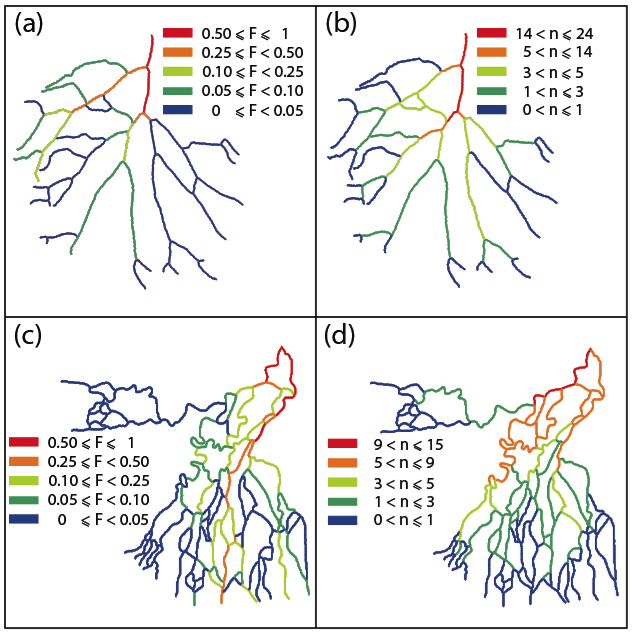 (a)
0.50 ⩽ F ⩽ 1
0.25 ⩽ F < 0.50
0.10 ⩽ F < 0.25
0.05 ⩽ F < 0.10
0 ⩽ F < 0.05
(b)
14 < n ⩽ 24
5 < n ⩽ 14
3 < n ⩽ 5
1 < n ⩽ 3
0 < n ⩽ 1
(c)
0.50 ⩽ F ⩽ 1
0.25 ⩽ F < 0.50
0.10 ⩽ F < 0.25
0.05 ⩽ F < 0.10
0 ⩽ F < 0.05
(d)
9 < n ⩽ 15
5 < n ⩽ 9
3 < n ⩽ 5
1 < n ⩽ 3
0 < n ⩽ 1